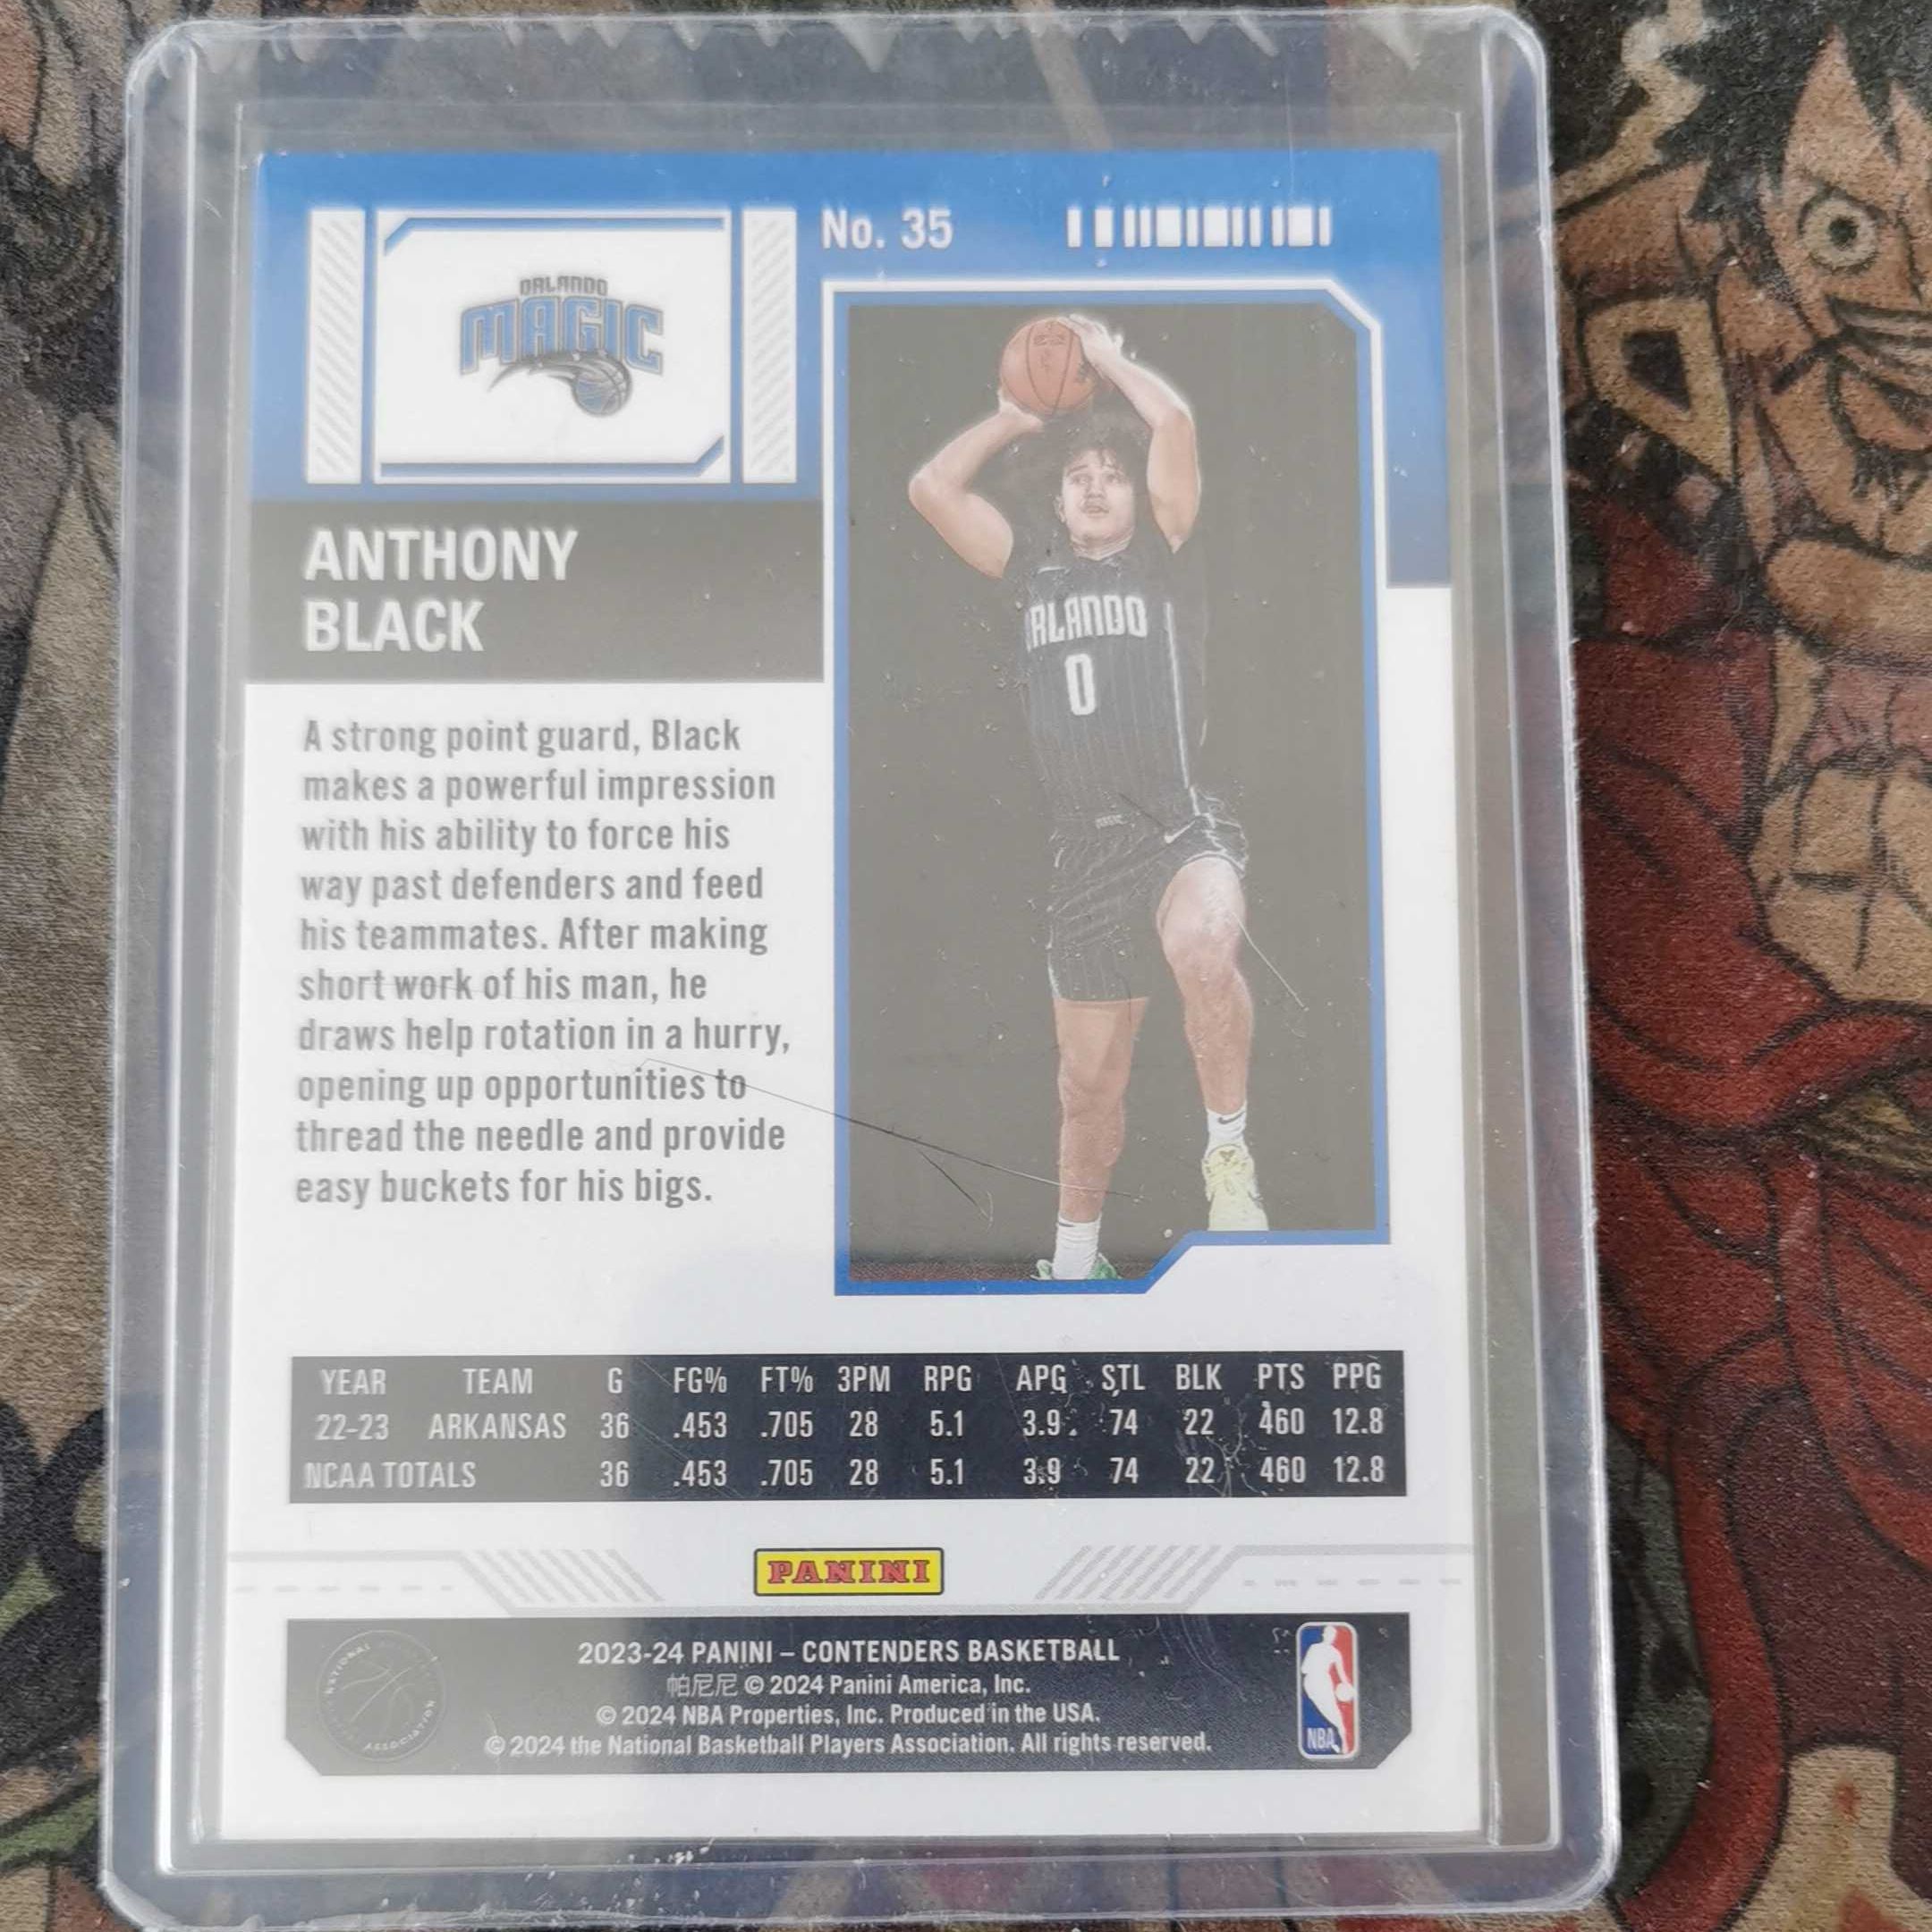 No. 35
ORLANDO
MAGIC
ANTHONY
BLACK
ORLANDO
0
A strong point guard, Black
makes a powerful impression
with his ability to force his
way past defenders and feed
his teammates. After making
short work of his man, he
draws help rotation in a hurry,
opening up opportunities to
thread the needle and provide
easy buckets for his bigs.
YEAR TEAM G FG% FT% 3PM RPG APG STL BLK PTS PPG
22-23 ARKANSAS 36 .453 .705 28 5.1 3.9 74 22 460 12.8
NCAA TOTALS 36 .453 .705 28 5.1 3.9 74 22 460 12.8
PANINI
2023-24 PANINI – CONTENDERS BASKETBALL
帕尼尼 © 2024 Panini America, Inc.
© 2024 NBA Properties, Inc. Produced in the USA.
© 2024 the National Basketball Players Association. All rights reserved.
NATIONAL
ASSOCIATION
NBA